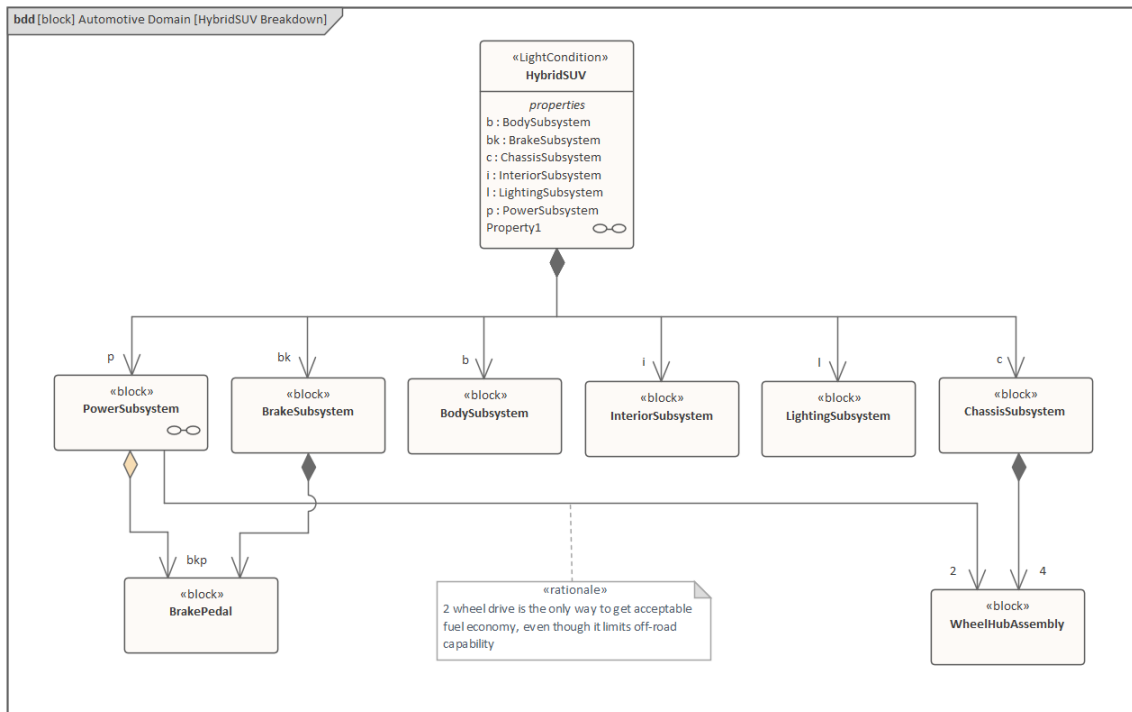 bdd [block] Automotive Domain [HybridSUV Breakdown]
«LightCondition»
HybridSUV
properties
b : BodySubsystem
bk : BrakeSubsystem
c : ChassisSubsystem
i : InteriorSubsystem
l : LightingSubsystem
p : PowerSubsystem
Property1
p
bk
b
i
l
c
«block»
PowerSubsystem
«block»
BrakeSubsystem
«block»
BodySubsystem
«block»
InteriorSubsystem
«block»
LightingSubsystem
«block»
ChassisSubsystem
bkp
2
4
«block»
BrakePedal
«rationale»
2 wheel drive is the only way to get acceptable
fuel economy, even though it limits off-road
capability
«block»
WheelHubAssembly